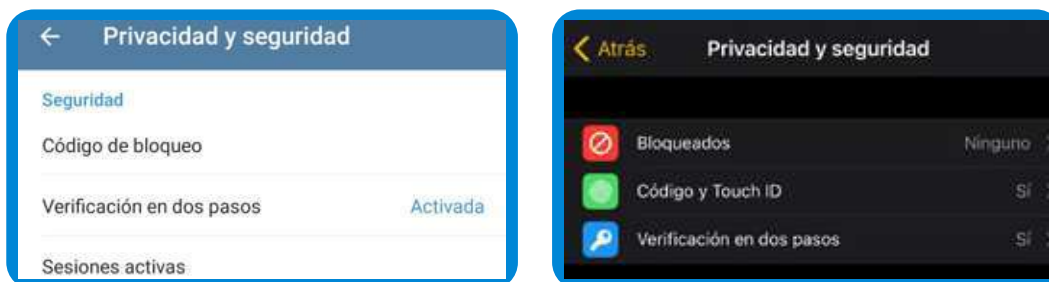 Privacidad y seguridad
Seguridad
Código de bloqueo
Verificación en dos pasos Activada
Sesiones activas
Atrás Privacidad y seguridad
Bloqueados Ninguno
Código y Touch ID Sí
Verificación en dos pasos Sí